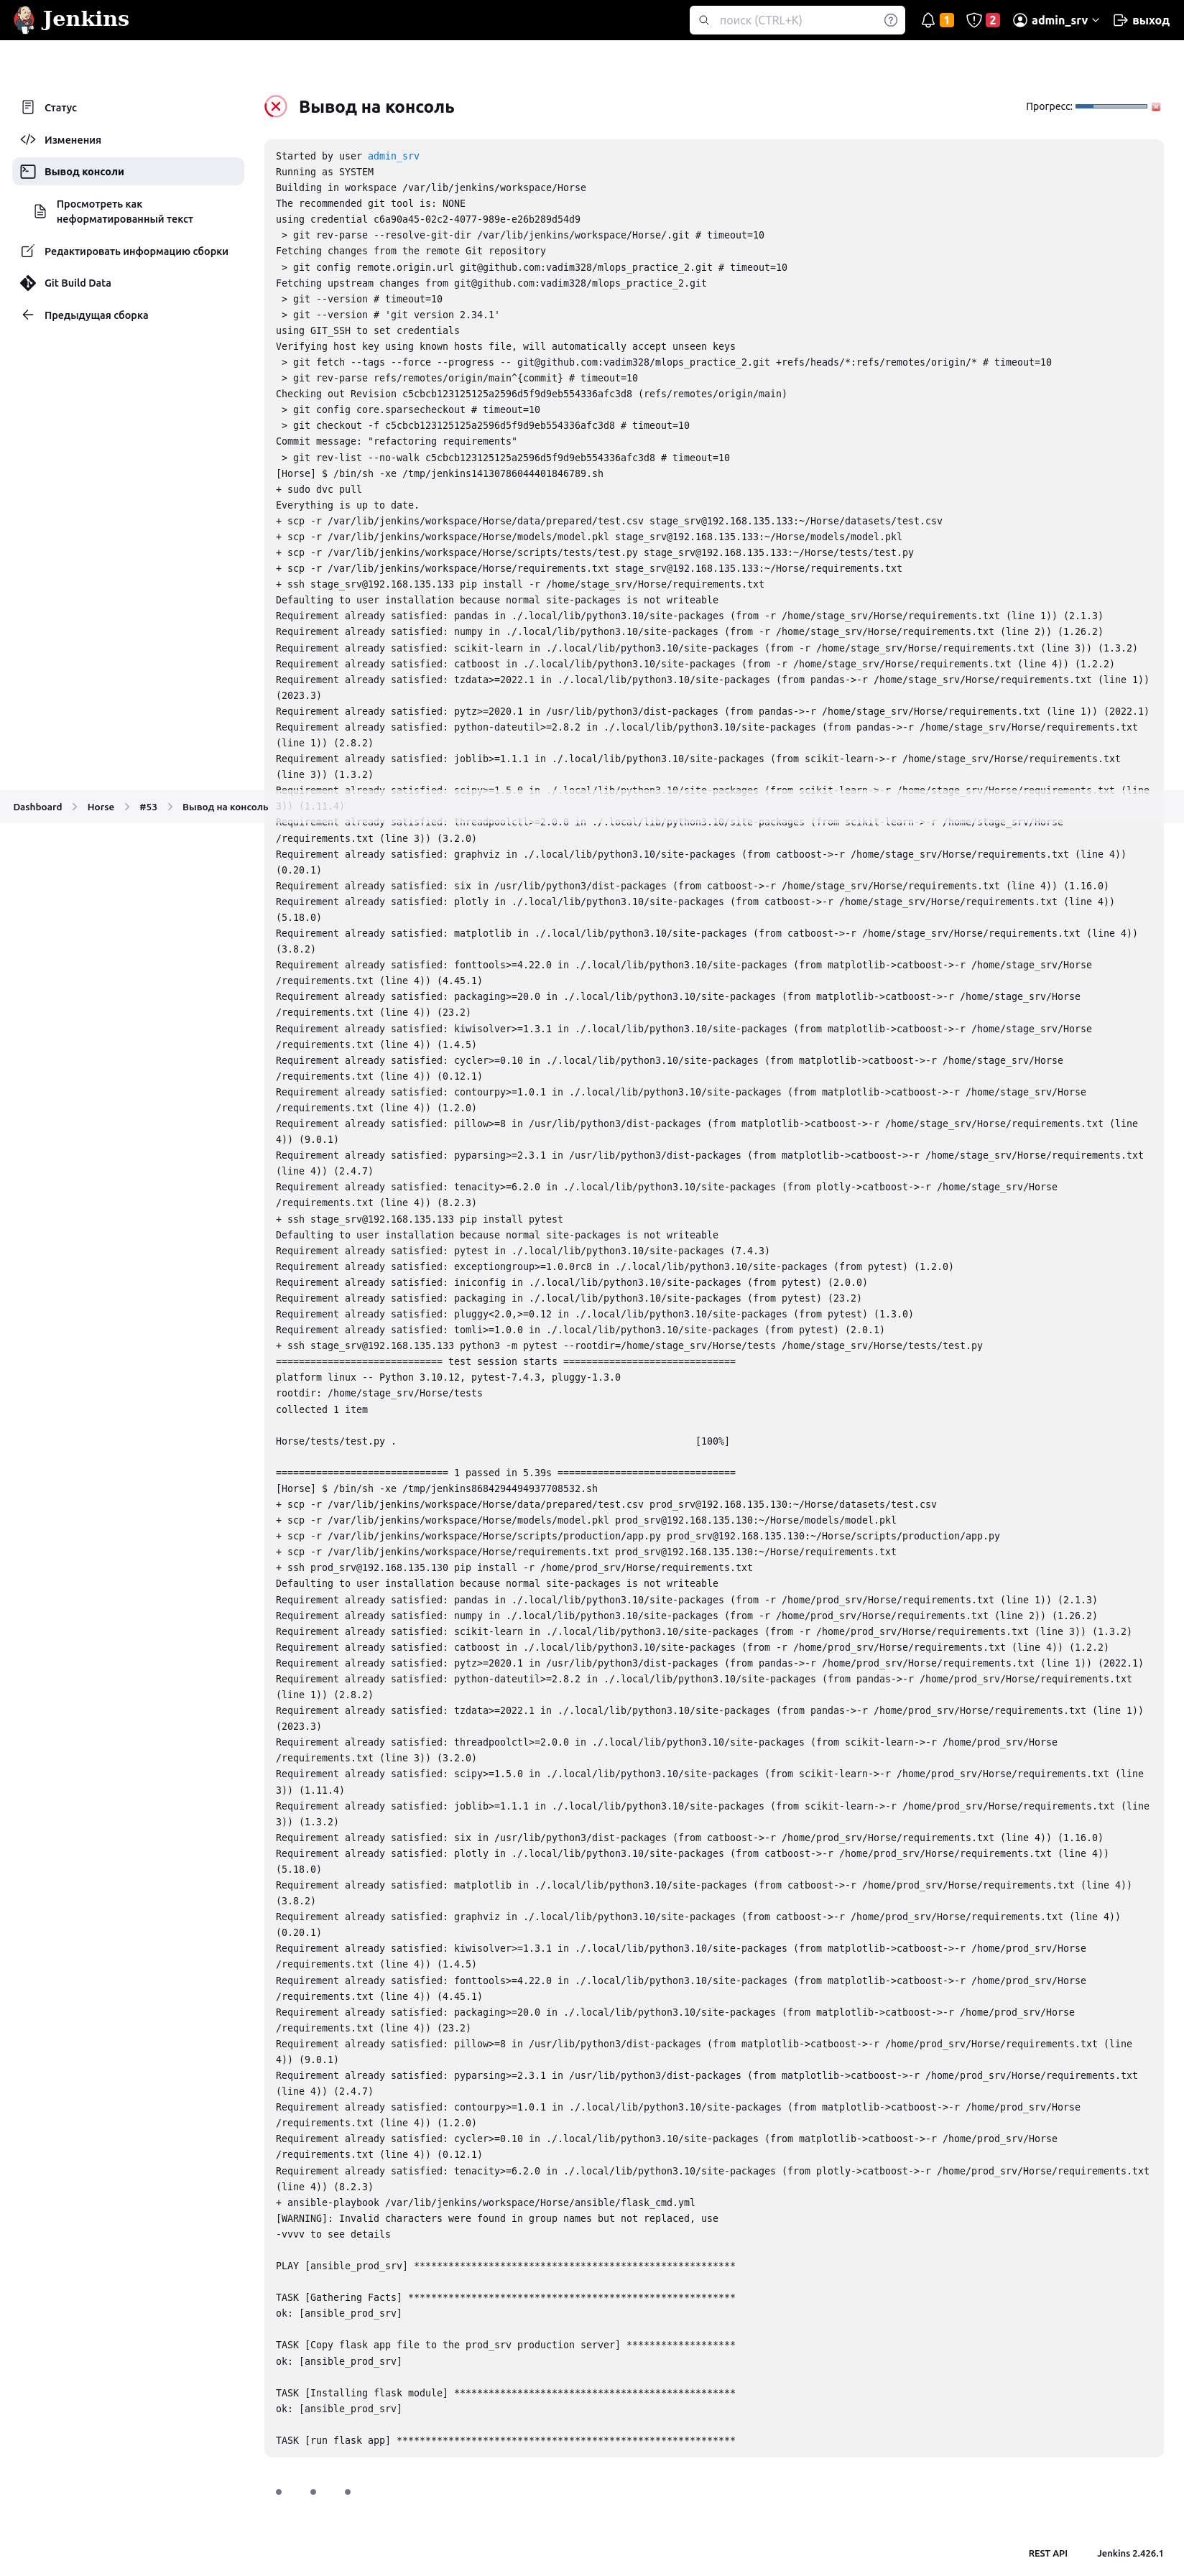 Jenkins
поиск (CTRL+K)
1
2
admin_srv
выход
Статус
Изменения
Вывод консоли
Просмотреть как
неформатированный текст
Редактировать информацию сборки
Git Build Data
Предыдущая сборка
Вывод на консоль
Прогресс:
Started by user admin_srv
Running as SYSTEM
Building in workspace /var/lib/jenkins/workspace/Horse
The recommended git tool is: NONE
using credential c6a90a45-02c2-4077-989e-e26b289d54d9
 > git rev-parse --resolve-git-dir /var/lib/jenkins/workspace/Horse/.git # timeout=10
Fetching changes from the remote Git repository
 > git config remote.origin.url git@github.com:vadim328/mlops_practice_2.git # timeout=10
Fetching upstream changes from git@github.com:vadim328/mlops_practice_2.git
 > git --version # timeout=10
 > git --version # 'git version 2.34.1'
using GIT_SSH to set credentials
Verifying host key using known hosts file, will automatically accept unseen keys
 > git fetch --tags --force --progress -- git@github.com:vadim328/mlops_practice_2.git +refs/heads/*:refs/remotes/origin/* # timeout=10
 > git rev-parse refs/remotes/origin/main^{commit} # timeout=10
Checking out Revision c5cbcb123125125a2596d5f9d9eb554336afc3d8 (refs/remotes/origin/main)
 > git config core.sparsecheckout # timeout=10
 > git checkout -f c5cbcb123125125a2596d5f9d9eb554336afc3d8 # timeout=10
Commit message: "refactoring requirements"
 > git rev-list --no-walk c5cbcb123125125a2596d5f9d9eb554336afc3d8 # timeout=10
[Horse] $ /bin/sh -xe /tmp/jenkins14130786044401846789.sh
+ sudo dvc pull
Everything is up to date.
+ scp -r /var/lib/jenkins/workspace/Horse/data/prepared/test.csv stage_srv@192.168.135.133:~/Horse/datasets/test.csv
+ scp -r /var/lib/jenkins/workspace/Horse/models/model.pkl stage_srv@192.168.135.133:~/Horse/models/model.pkl
+ scp -r /var/lib/jenkins/workspace/Horse/scripts/tests/test.py stage_srv@192.168.135.133:~/Horse/tests/test.py
+ scp -r /var/lib/jenkins/workspace/Horse/requirements.txt stage_srv@192.168.135.133:~/Horse/requirements.txt
+ ssh stage_srv@192.168.135.133 pip install -r /home/stage_srv/Horse/requirements.txt
Defaulting to user installation because normal site-packages is not writeable
Requirement already satisfied: pandas in ./.local/lib/python3.10/site-packages (from -r /home/stage_srv/Horse/requirements.txt (line 1)) (2.1.3)
Requirement already satisfied: numpy in ./.local/lib/python3.10/site-packages (from -r /home/stage_srv/Horse/requirements.txt (line 2)) (1.26.2)
Requirement already satisfied: scikit-learn in ./.local/lib/python3.10/site-packages (from -r /home/stage_srv/Horse/requirements.txt (line 3)) (1.3.2)
Requirement already satisfied: catboost in ./.local/lib/python3.10/site-packages (from -r /home/stage_srv/Horse/requirements.txt (line 4)) (1.2.2)
Requirement already satisfied: tzdata>=2022.1 in ./.local/lib/python3.10/site-packages (from pandas->-r /home/stage_srv/Horse/requirements.txt (line 1))
(2023.3)
Requirement already satisfied: pytz>=2020.1 in /usr/lib/python3/dist-packages (from pandas->-r /home/stage_srv/Horse/requirements.txt (line 1)) (2022.1)
Requirement already satisfied: python-dateutil>=2.8.2 in ./.local/lib/python3.10/site-packages (from pandas->-r /home/stage_srv/Horse/requirements.txt
(line 1)) (2.8.2)
Requirement already satisfied: joblib>=1.1.1 in ./.local/lib/python3.10/site-packages (from scikit-learn->-r /home/stage_srv/Horse/requirements.txt
(line 3)) (1.3.2)
Requirement already satisfied: scipy>=1.5.0 in ./.local/lib/python3.10/site-packages (from scikit-learn->-r /home/stage_srv/Horse/requirements.txt (line
Dashboard > Horse > #53 > Вывод на консоль
3)) (1.11.4)
Requirement already satisfied: threadpoolctl>=2.0.0 in ./.local/lib/python3.10/site-packages (from scikit-learn->-r /home/stage_srv/Horse
/requirements.txt (line 3)) (3.2.0)
Requirement already satisfied: graphviz in ./.local/lib/python3.10/site-packages (from catboost->-r /home/stage_srv/Horse/requirements.txt (line 4))
(0.20.1)
Requirement already satisfied: six in /usr/lib/python3/dist-packages (from catboost->-r /home/stage_srv/Horse/requirements.txt (line 4)) (1.16.0)
Requirement already satisfied: plotly in ./.local/lib/python3.10/site-packages (from catboost->-r /home/stage_srv/Horse/requirements.txt (line 4))
(5.18.0)
Requirement already satisfied: matplotlib in ./.local/lib/python3.10/site-packages (from catboost->-r /home/stage_srv/Horse/requirements.txt (line 4))
(3.8.2)
Requirement already satisfied: fonttools>=4.22.0 in ./.local/lib/python3.10/site-packages (from matplotlib->catboost->-r /home/stage_srv/Horse
/requirements.txt (line 4)) (4.45.1)
Requirement already satisfied: packaging>=20.0 in ./.local/lib/python3.10/site-packages (from matplotlib->catboost->-r /home/stage_srv/Horse
/requirements.txt (line 4)) (23.2)
Requirement already satisfied: kiwisolver>=1.3.1 in ./.local/lib/python3.10/site-packages (from matplotlib->catboost->-r /home/stage_srv/Horse
/requirements.txt (line 4)) (1.4.5)
Requirement already satisfied: cycler>=0.10 in ./.local/lib/python3.10/site-packages (from matplotlib->catboost->-r /home/stage_srv/Horse
/requirements.txt (line 4)) (0.12.1)
Requirement already satisfied: contourpy>=1.0.1 in ./.local/lib/python3.10/site-packages (from matplotlib->catboost->-r /home/stage_srv/Horse
/requirements.txt (line 4)) (1.2.0)
Requirement already satisfied: pillow>=8 in /usr/lib/python3/dist-packages (from matplotlib->catboost->-r /home/stage_srv/Horse/requirements.txt (line
4)) (9.0.1)
Requirement already satisfied: pyparsing>=2.3.1 in /usr/lib/python3/dist-packages (from matplotlib->catboost->-r /home/stage_srv/Horse/requirements.txt
(line 4)) (2.4.7)
Requirement already satisfied: tenacity>=6.2.0 in ./.local/lib/python3.10/site-packages (from plotly->catboost->-r /home/stage_srv/Horse
/requirements.txt (line 4)) (8.2.3)
+ ssh stage_srv@192.168.135.133 pip install pytest
Defaulting to user installation because normal site-packages is not writeable
Requirement already satisfied: pytest in ./.local/lib/python3.10/site-packages (7.4.3)
Requirement already satisfied: exceptiongroup>=1.0.0rc8 in ./.local/lib/python3.10/site-packages (from pytest) (1.2.0)
Requirement already satisfied: iniconfig in ./.local/lib/python3.10/site-packages (from pytest) (2.0.0)
Requirement already satisfied: packaging in ./.local/lib/python3.10/site-packages (from pytest) (23.2)
Requirement already satisfied: pluggy<2.0,>=0.12 in ./.local/lib/python3.10/site-packages (from pytest) (1.3.0)
Requirement already satisfied: tomli>=1.0.0 in ./.local/lib/python3.10/site-packages (from pytest) (2.0.1)
+ ssh stage_srv@192.168.135.133 python3 -m pytest --rootdir=/home/stage_srv/Horse/tests /home/stage_srv/Horse/tests/test.py
============================= test session starts ==============================
platform linux -- Python 3.10.12, pytest-7.4.3, pluggy-1.3.0
rootdir: /home/stage_srv/Horse/tests
collected 1 item
Horse/tests/test.py . [100%]
============================== 1 passed in 5.39s ===============================
[Horse] $ /bin/sh -xe /tmp/jenkins8684294494937708532.sh
+ scp -r /var/lib/jenkins/workspace/Horse/data/prepared/test.csv prod_srv@192.168.135.130:~/Horse/datasets/test.csv
+ scp -r /var/lib/jenkins/workspace/Horse/models/model.pkl prod_srv@192.168.135.130:~/Horse/models/model.pkl
+ scp -r /var/lib/jenkins/workspace/Horse/scripts/production/app.py prod_srv@192.168.135.130:~/Horse/scripts/production/app.py
+ scp -r /var/lib/jenkins/workspace/Horse/requirements.txt prod_srv@192.168.135.130:~/Horse/requirements.txt
+ ssh prod_srv@192.168.135.130 pip install -r /home/prod_srv/Horse/requirements.txt
Defaulting to user installation because normal site-packages is not writeable
Requirement already satisfied: pandas in ./.local/lib/python3.10/site-packages (from -r /home/prod_srv/Horse/requirements.txt (line 1)) (2.1.3)
Requirement already satisfied: numpy in ./.local/lib/python3.10/site-packages (from -r /home/prod_srv/Horse/requirements.txt (line 2)) (1.26.2)
Requirement already satisfied: scikit-learn in ./.local/lib/python3.10/site-packages (from -r /home/prod_srv/Horse/requirements.txt (line 3)) (1.3.2)
Requirement already satisfied: catboost in ./.local/lib/python3.10/site-packages (from -r /home/prod_srv/Horse/requirements.txt (line 4)) (1.2.2)
Requirement already satisfied: pytz>=2020.1 in /usr/lib/python3/dist-packages (from pandas->-r /home/prod_srv/Horse/requirements.txt (line 1)) (2022.1)
Requirement already satisfied: python-dateutil>=2.8.2 in ./.local/lib/python3.10/site-packages (from pandas->-r /home/prod_srv/Horse/requirements.txt
(line 1)) (2.8.2)
Requirement already satisfied: tzdata>=2022.1 in ./.local/lib/python3.10/site-packages (from pandas->-r /home/prod_srv/Horse/requirements.txt (line 1))
(2023.3)
Requirement already satisfied: threadpoolctl>=2.0.0 in ./.local/lib/python3.10/site-packages (from scikit-learn->-r /home/prod_srv/Horse
/requirements.txt (line 3)) (3.2.0)
Requirement already satisfied: scipy>=1.5.0 in ./.local/lib/python3.10/site-packages (from scikit-learn->-r /home/prod_srv/Horse/requirements.txt (line
3)) (1.11.4)
Requirement already satisfied: joblib>=1.1.1 in ./.local/lib/python3.10/site-packages (from scikit-learn->-r /home/prod_srv/Horse/requirements.txt (line
3)) (1.3.2)
Requirement already satisfied: six in /usr/lib/python3/dist-packages (from catboost->-r /home/prod_srv/Horse/requirements.txt (line 4)) (1.16.0)
Requirement already satisfied: plotly in ./.local/lib/python3.10/site-packages (from catboost->-r /home/prod_srv/Horse/requirements.txt (line 4))
(5.18.0)
Requirement already satisfied: matplotlib in ./.local/lib/python3.10/site-packages (from catboost->-r /home/prod_srv/Horse/requirements.txt (line 4))
(3.8.2)
Requirement already satisfied: graphviz in ./.local/lib/python3.10/site-packages (from catboost->-r /home/prod_srv/Horse/requirements.txt (line 4))
(0.20.1)
Requirement already satisfied: kiwisolver>=1.3.1 in ./.local/lib/python3.10/site-packages (from matplotlib->catboost->-r /home/prod_srv/Horse
/requirements.txt (line 4)) (1.4.5)
Requirement already satisfied: fonttools>=4.22.0 in ./.local/lib/python3.10/site-packages (from matplotlib->catboost->-r /home/prod_srv/Horse
/requirements.txt (line 4)) (4.45.1)
Requirement already satisfied: packaging>=20.0 in ./.local/lib/python3.10/site-packages (from matplotlib->catboost->-r /home/prod_srv/Horse
/requirements.txt (line 4)) (23.2)
Requirement already satisfied: pillow>=8 in /usr/lib/python3/dist-packages (from matplotlib->catboost->-r /home/prod_srv/Horse/requirements.txt (line
4)) (9.0.1)
Requirement already satisfied: pyparsing>=2.3.1 in /usr/lib/python3/dist-packages (from matplotlib->catboost->-r /home/prod_srv/Horse/requirements.txt
(line 4)) (2.4.7)
Requirement already satisfied: contourpy>=1.0.1 in ./.local/lib/python3.10/site-packages (from matplotlib->catboost->-r /home/prod_srv/Horse
/requirements.txt (line 4)) (1.2.0)
Requirement already satisfied: cycler>=0.10 in ./.local/lib/python3.10/site-packages (from matplotlib->catboost->-r /home/prod_srv/Horse
/requirements.txt (line 4)) (0.12.1)
Requirement already satisfied: tenacity>=6.2.0 in ./.local/lib/python3.10/site-packages (from plotly->catboost->-r /home/prod_srv/Horse/requirements.txt
(line 4)) (8.2.3)
+ ansible-playbook /var/lib/jenkins/workspace/Horse/ansible/flask_cmd.yml
[WARNING]: Invalid characters were found in group names but not replaced, use
-vvvv to see details
PLAY [ansible_prod_srv] ********************************************************
TASK [Gathering Facts] *********************************************************
ok: [ansible_prod_srv]
TASK [Copy flask app file to the prod_srv production server] *******************
ok: [ansible_prod_srv]
TASK [Installing flask module] *************************************************
ok: [ansible_prod_srv]
TASK [run flask app] ***********************************************************
REST API
Jenkins 2.426.1